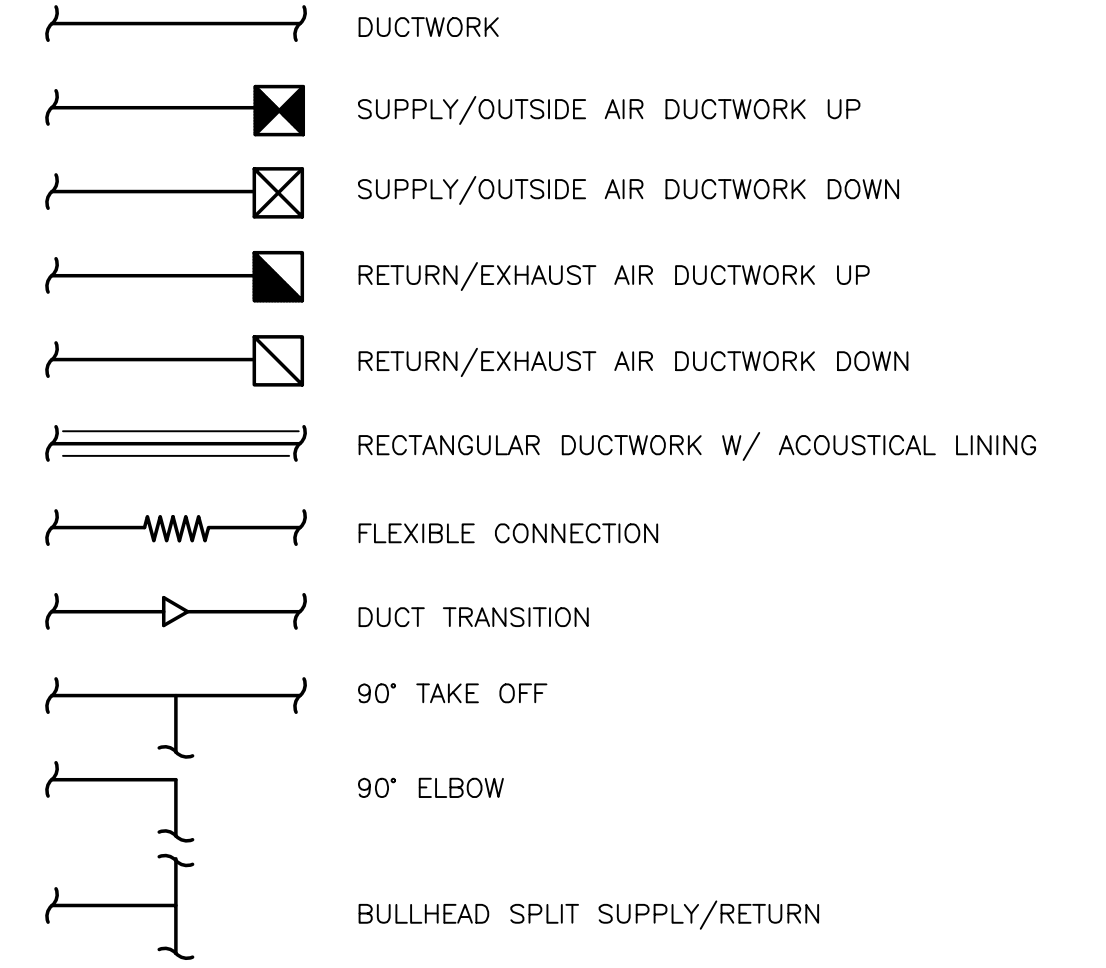 DUCTWORK
SUPPLY/OUTSIDE AIR DUCTWORK UP
SUPPLY/OUTSIDE AIR DUCTWORK DOWN
RETURN/EXHAUST AIR DUCTWORK UP
RETURN/EXHAUST AIR DUCTWORK DOWN
RECTANGULAR DUCTWORK W/ ACOUSTICAL LINING
FLEXIBLE CONNECTION
DUCT TRANSITION
90° TAKE OFF
90° ELBOW
BULLHEAD SPLIT SUPPLY/RETURN